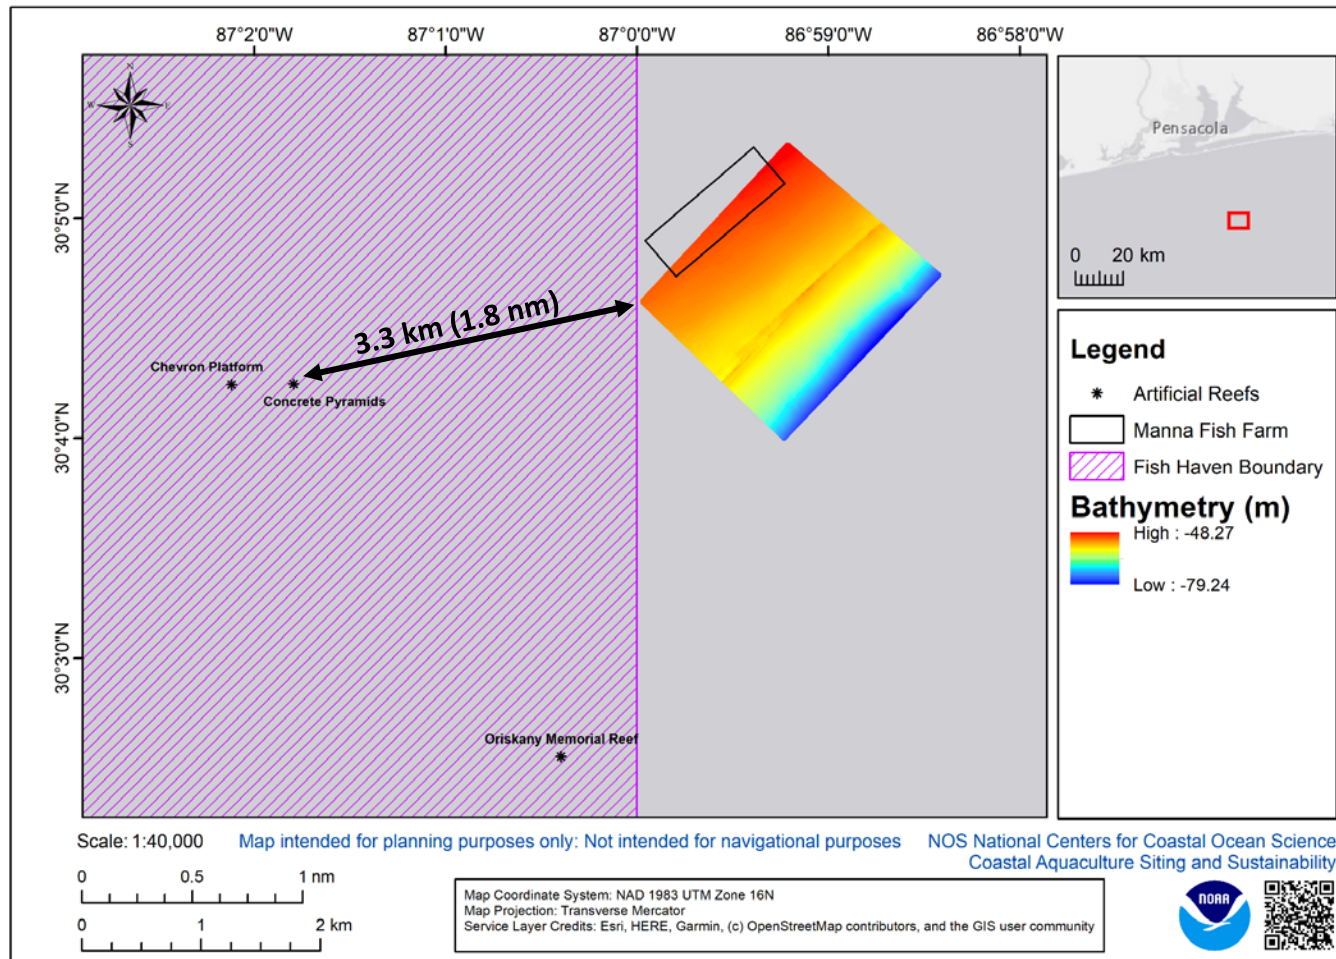 87°2'0"W
87°1'0"W
87°0'0"W
86°59'0"W
86°58'0"W
N
W
E
S
30°5'0"N
30°4'0"N
30°3'0"N
3.3 km (1.8 nm)
Chevron Platform
Concrete Pyramids
Oriskany Memorial Reef
Pensacola
0 20 km
Legend
Artificial Reefs
Manna Fish Farm
Fish Haven Boundary
Bathymetry (m)
High : -48.27
Low : -79.24
Scale: 1:40,000
Map intended for planning purposes only: Not intended for navigational purposes
NOS National Centers for Coastal Ocean Science
Coastal Aquaculture Siting and Sustainability
0 0.5 1 nm
0 1 2 km
Map Coordinate System: NAD 1983 UTM Zone 16N
Map Projection: Transverse Mercator
Service Layer Credits: Esri, HERE, Garmin, (c) OpenStreetMap contributors, and the GIS user community
NOAA